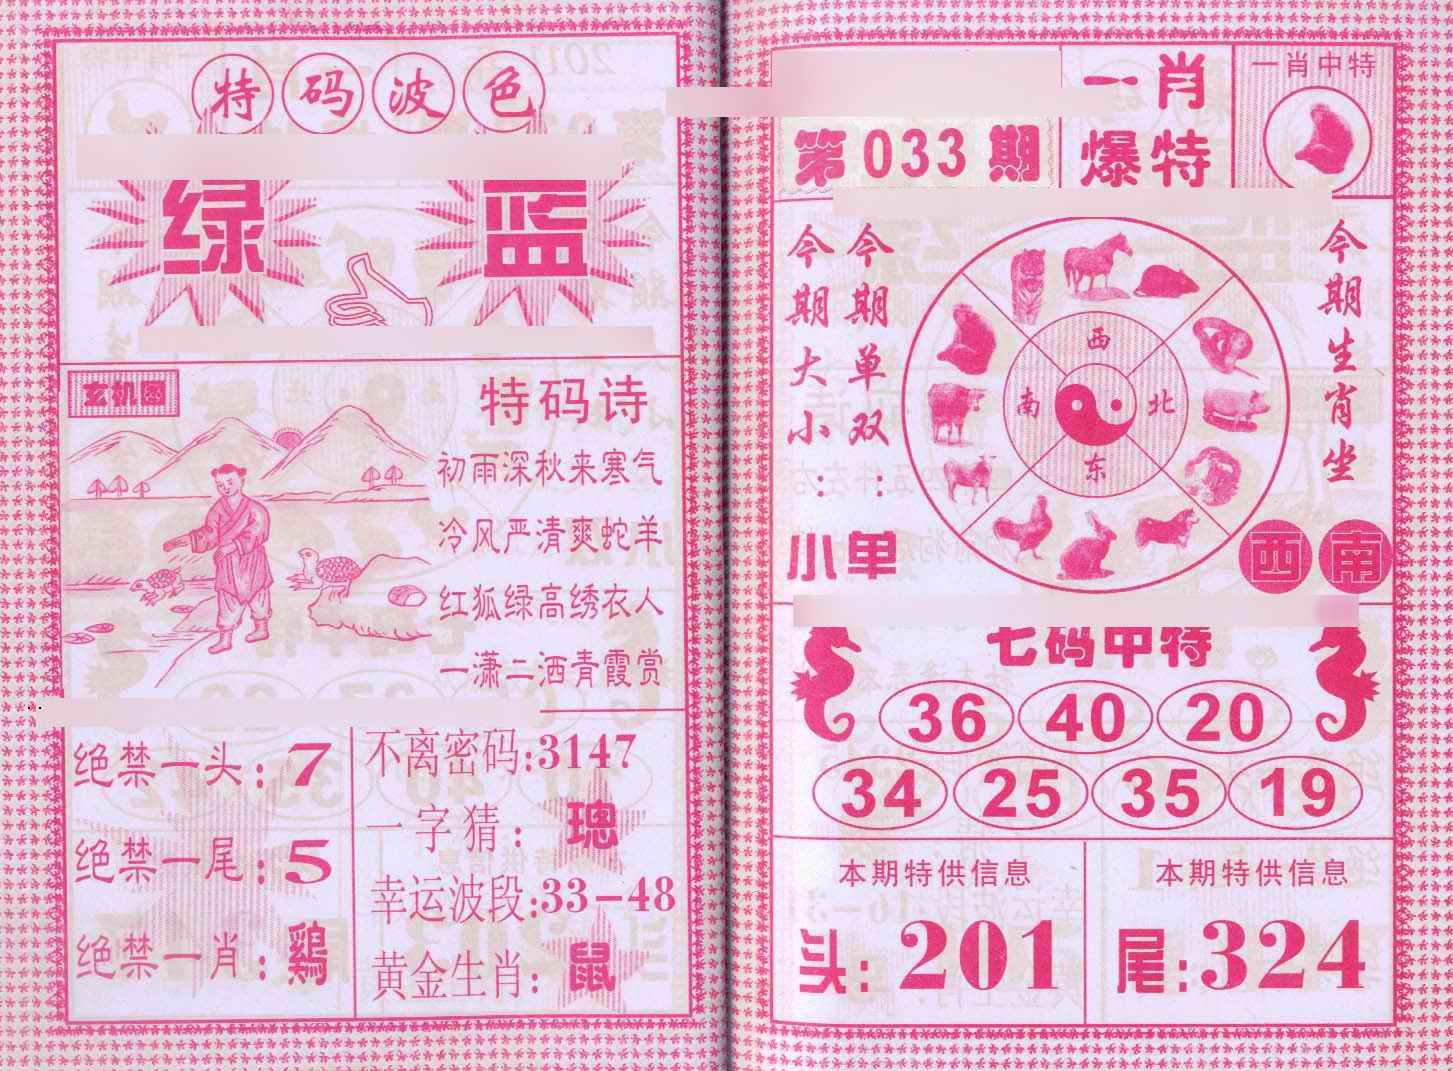 特码波色
绿 蓝
玄机图
特码诗
初雨深秋来寒气
冷风严清爽蛇羊
红狐绿高绣衣人
一潇二洒青霞赏
绝禁一头:7
绝禁一尾:5
绝禁一肖:鷄
不离密码:3147
一字猜:璁
幸运波段:33-48
黄金生肖:鼠
第033期
一肖
爆特
一肖中特
今期大小:小
今期单双:单
西
南
北
东
今期生肖坐
西南
七码中特
36 40 20
34 25 35 19
本期特供信息
头:201
本期特供信息
尾:324